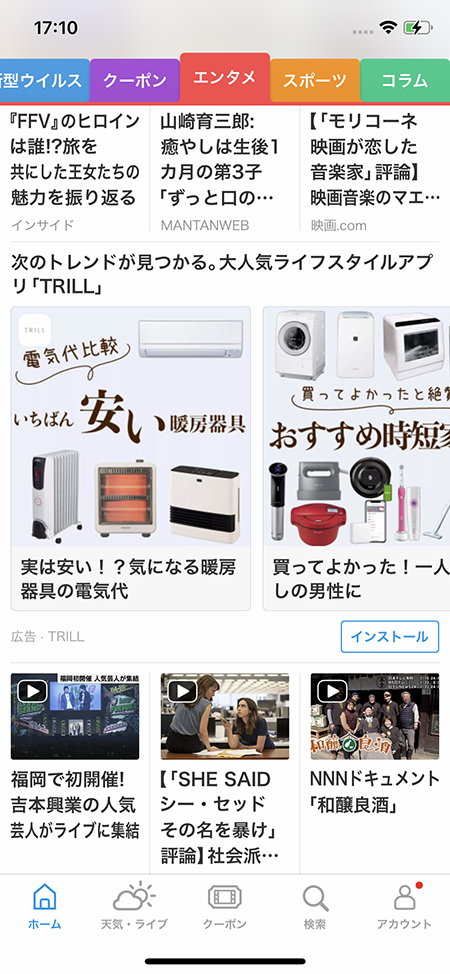 17:10
新型ウイルス
クーポン
エンタメ
スポーツ
コラム
『FFV』のヒロイン
は誰!?旅を
共にした王女たちの
魅力を振り返る
インサイド
山崎育三郎:
癒やしは生後1
カ月の第3子
「ずっと口の…
MANTANWEB
【「モリコーネ
映画が恋した
音楽家」評論】
映画音楽のマエ…
映画.com
次のトレンドが見つかる。大人気ライフスタイルアプ
リ「TRILL」
TRILL
電気代比較
いちばん安い暖房器具
実は安い！？気になる暖房
器具の電気代
買ってよかったと絶
おすすめ時短家
買ってよかった！一人
しの男性に
広告・TRILL
インストール
福岡初開催 人気芸人が集結
福岡で初開催!
吉本興業の人気
芸人がライブに集結
【「SHE SAID
シー・セッド
その名を暴け」
評論】社会派…
和醸良酒
NNNドキュメント
「和醸良酒」
ホーム
天気・ライブ
クーポン
検索
アカウント